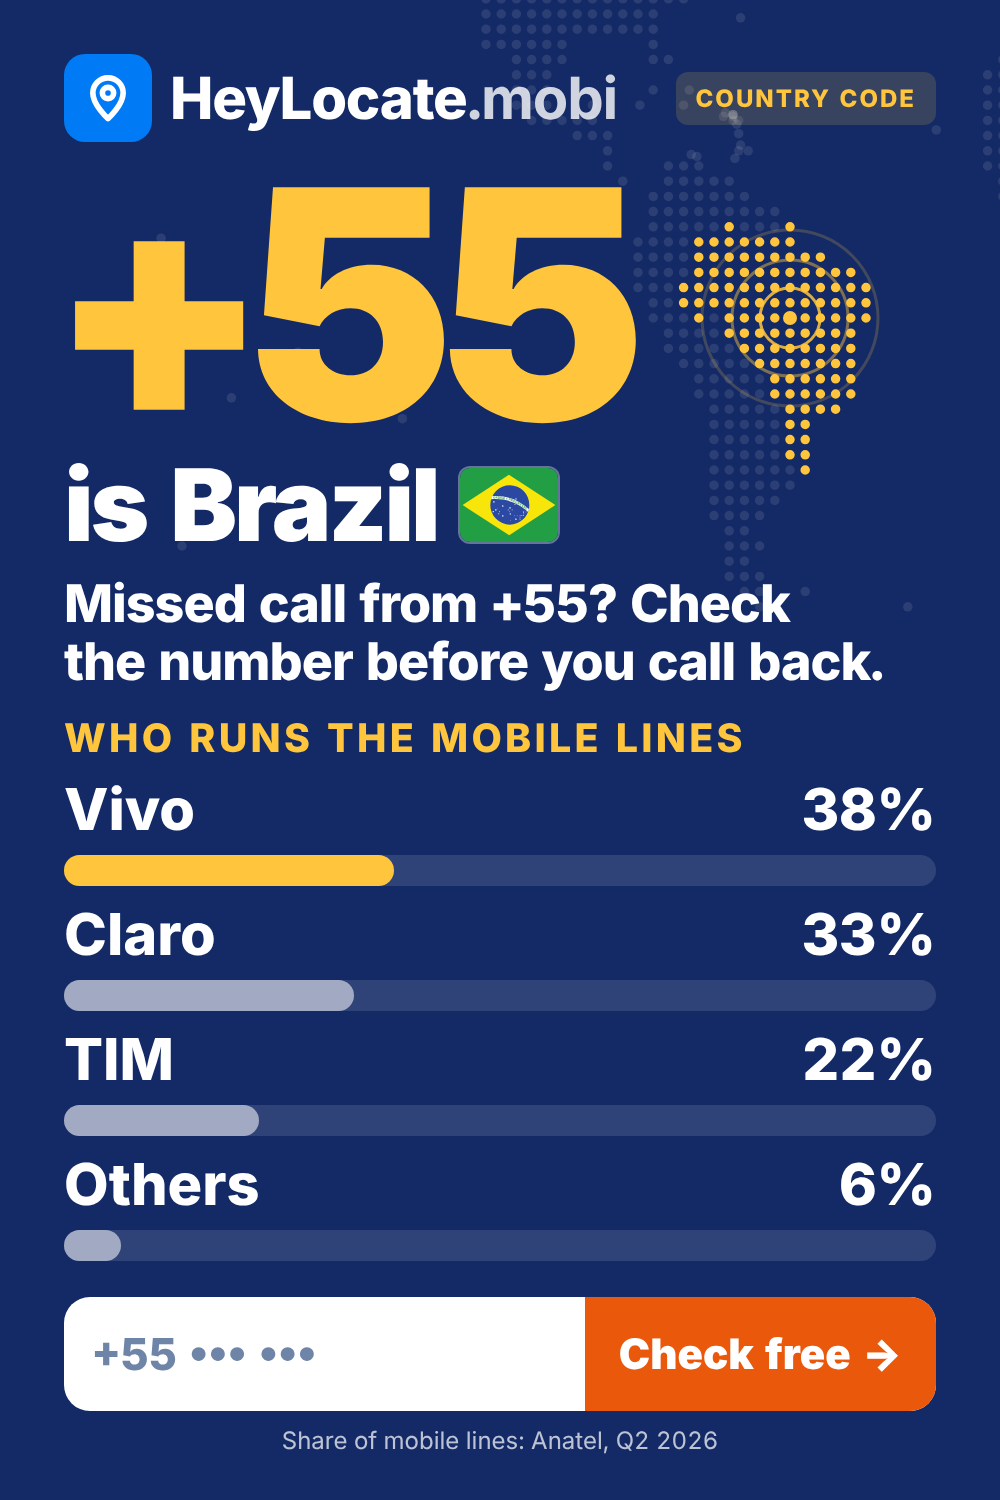 HeyLocate.mobi
COUNTRY CODE
+55
is Brazil
Missed call from +55? Check
the number before you call back.
WHO RUNS THE MOBILE LINES
Vivo 38%
Claro 33%
TIM 22%
Others 6%
+55 ••• •••
Check free →
Share of mobile lines: Anatel, Q2 2026